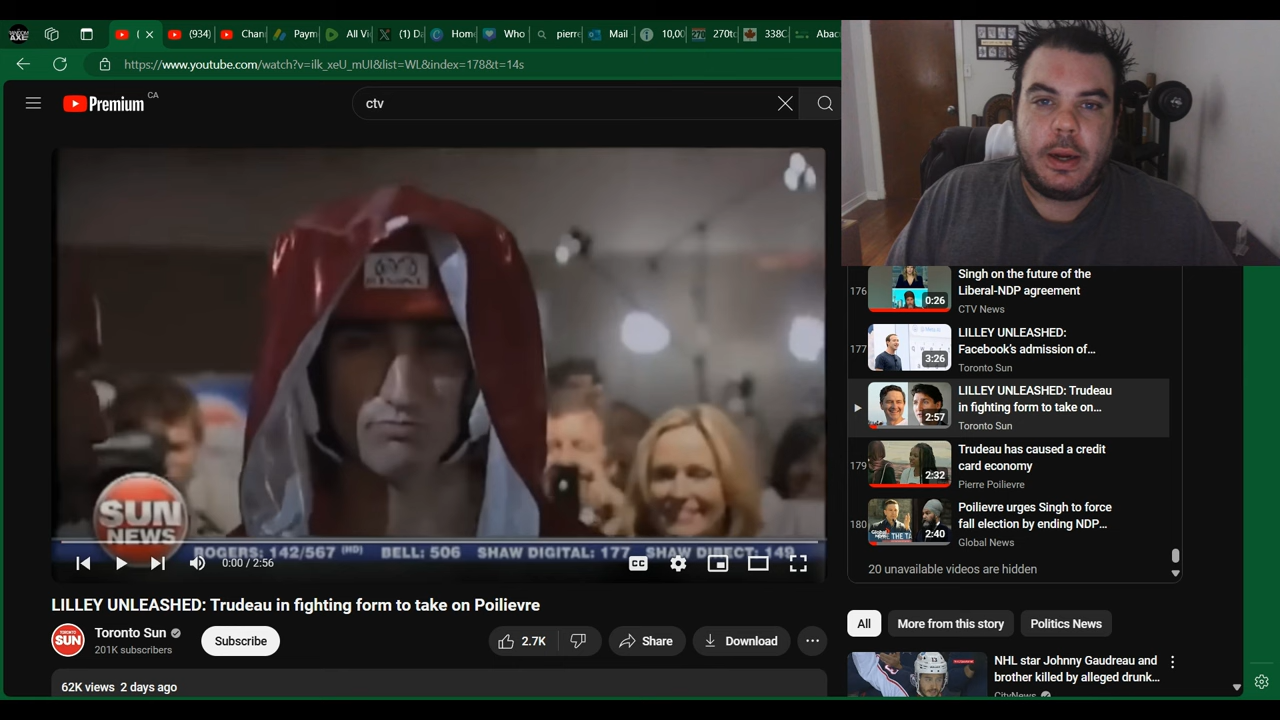 ( 
(934)
Chan
Paym
All Vi
(1) D
Home
Who
pierre
Mail
10,00
270to
338C
Abac
https://www.youtube.com/watch?v=ilk_xeU_mUI&list=WL&index=178&t=14s
Premium CA
ctv
SUN
NEWS
ROGERS: 142/567 (HD) BELL: 506 SHAW DIGITAL: 177 SHAW DIRECT: 149
0:00 / 2:56
CC
LILLEY UNLEASHED: Trudeau in fighting form to take on Poilievre
TORONTO
SUN
Toronto Sun
201K subscribers
Subscribe
2.7K
Share
Download
62K views 2 days ago
176
0:26
Singh on the future of the
Liberal-NDP agreement
CTV News
177
3:26
LILLEY UNLEASHED:
Facebook's admission of...
Toronto Sun
2:57
LILLEY UNLEASHED: Trudeau
in fighting form to take on...
Toronto Sun
179
2:32
Trudeau has caused a credit
card economy
Pierre Poilievre
180
2:40
Poilievre urges Singh to force
fall election by ending NDP...
Global News
20 unavailable videos are hidden
All
More from this story
Politics News
NHL star Johnny Gaudreau and
brother killed by alleged drunk...
CityNews